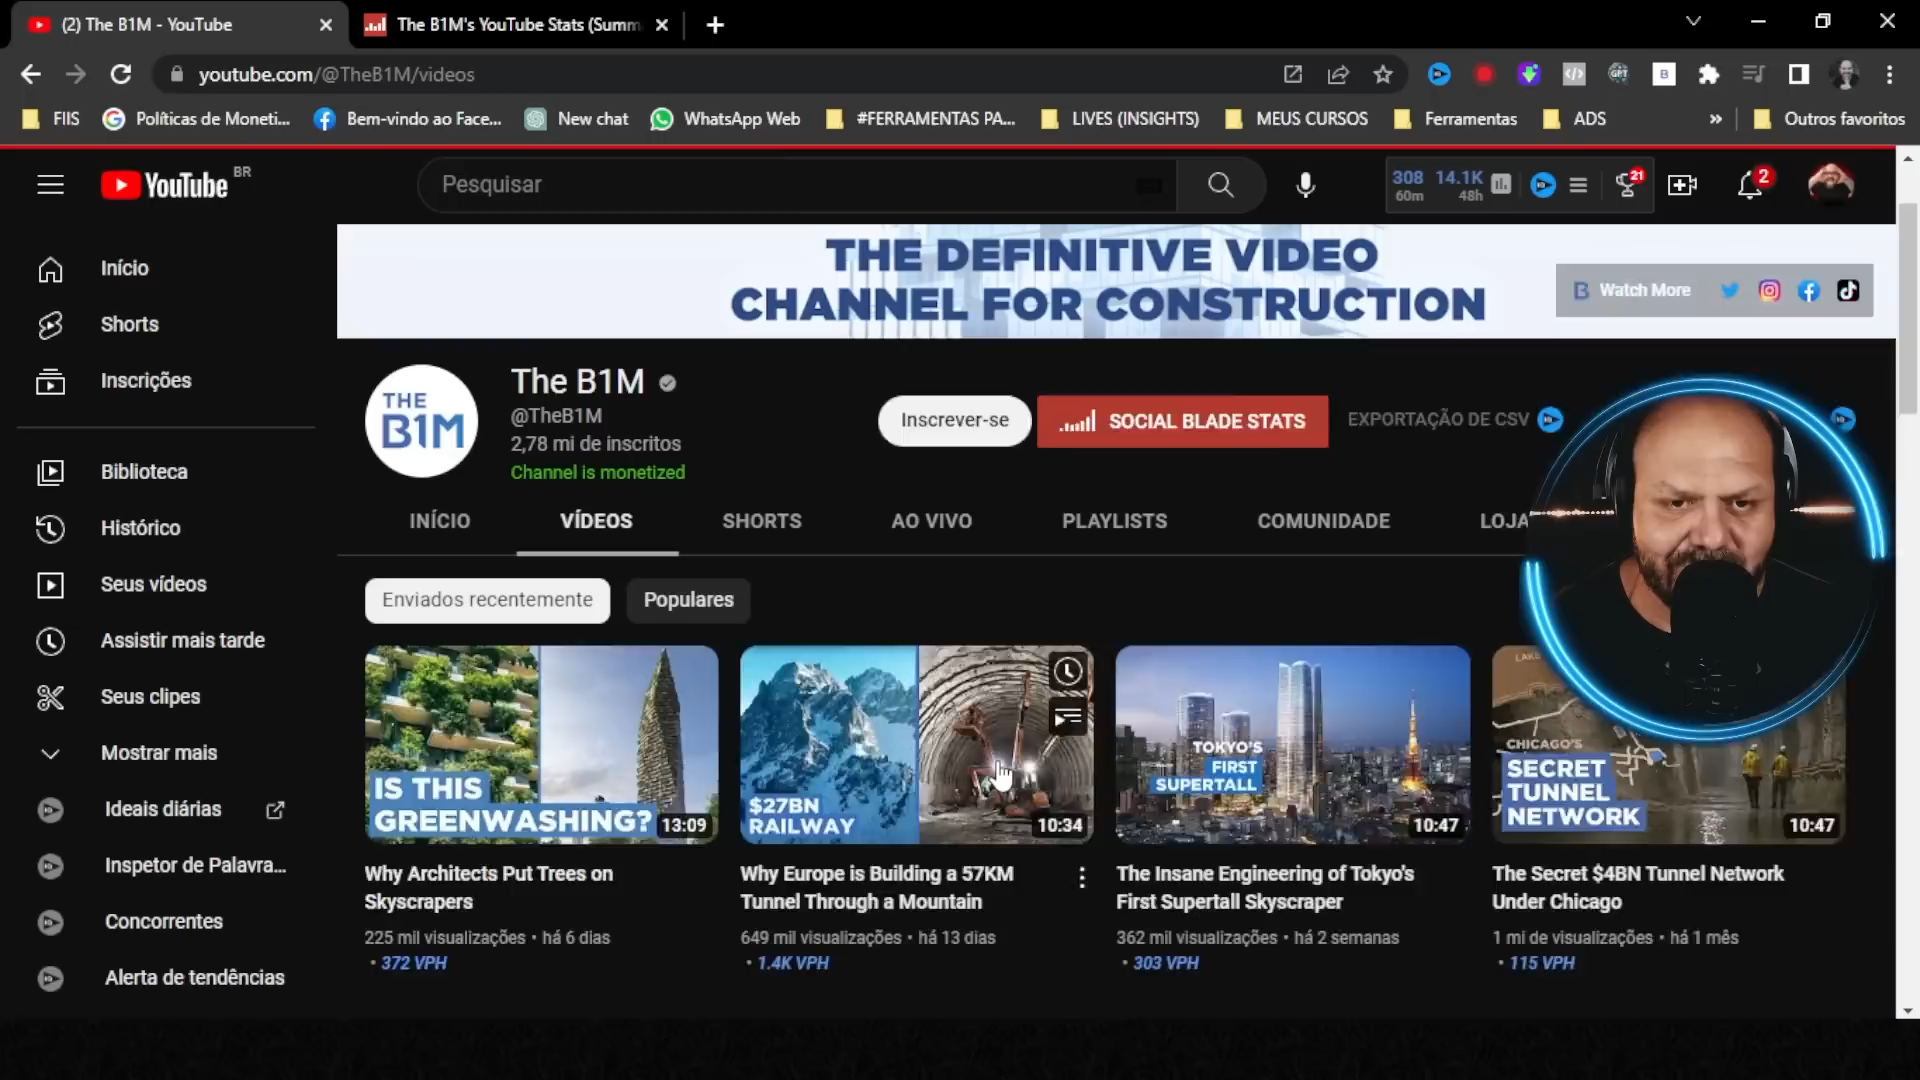 (2) The B1M - YouTube
The B1M's YouTube Stats (Summ
youtube.com/@TheB1M/videos
FIIS
Políticas de Moneti...
Bem-vindo ao Face...
New chat
WhatsApp Web
#FERRAMENTAS PA...
LIVES (INSIGHTS)
MEUS CURSOS
Ferramentas
ADS
»
Outros favoritos
YouTube BR
Pesquisar
308 14.1K
60m 48h
21
2
THE DEFINITIVE VIDEO
CHANNEL FOR CONSTRUCTION
B Watch More
Início
Shorts
Inscrições
Biblioteca
Histórico
Seus vídeos
Assistir mais tarde
Seus clipes
Mostrar mais
Ideais diárias
Inspetor de Palavra...
Concorrentes
Alerta de tendências
THE
B1M
The B1M
@TheB1M
2,78 mi de inscritos
Channel is monetized
Inscrever-se
SOCIAL BLADE STATS
EXPORTAÇÃO DE CSV
INÍCIO
VÍDEOS
SHORTS
AO VIVO
PLAYLISTS
COMUNIDADE
LOJA
Enviados recentemente
Populares
IS THIS
GREENWASHING?
13:09
Why Architects Put Trees on
Skyscrapers
225 mil visualizações • há 6 dias
• 372 VPH
$27BN
RAILWAY
10:34
Why Europe is Building a 57KM
Tunnel Through a Mountain
649 mil visualizações • há 13 dias
• 1.4K VPH
TOKYO'S
FIRST
SUPERTALL
10:47
The Insane Engineering of Tokyo's
First Supertall Skyscraper
362 mil visualizações • há 2 semanas
• 303 VPH
LAKE
CHICAGO'S
SECRET
TUNNEL
NETWORK
10:47
The Secret $4BN Tunnel Network
Under Chicago
1 mi de visualizações • há 1 mês
• 115 VPH